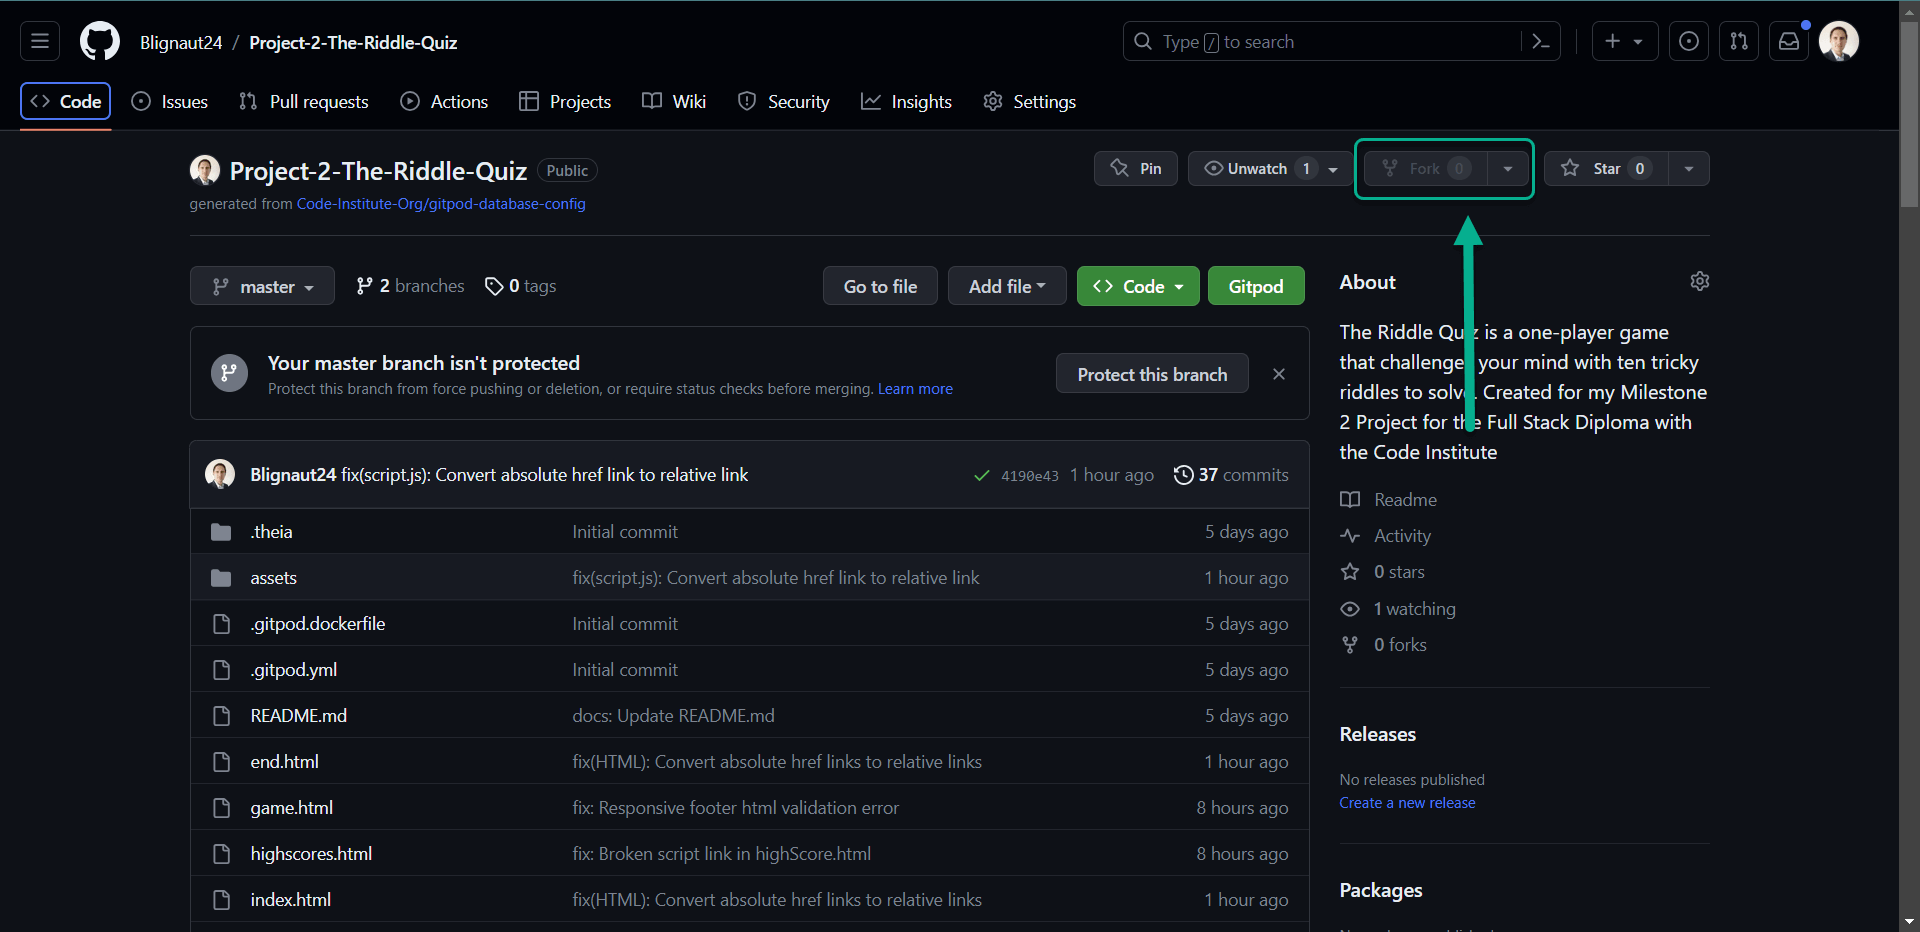 Blignaut24 / Project-2-The-Riddle-Quiz
Type / to search
Code Issues Pull requests Actions Projects Wiki Security Insights Settings
Project-2-The-Riddle-Quiz Public
Pin Unwatch 1 Fork 0 Star 0
generated from Code-Institute-Org/gitpod-database-config
master 2 branches 0 tags Go to file Add file Code Gitpod
Your master branch isn't protected
Protect this branch from force pushing or deletion, or require status checks before merging. Learn more
Protect this branch
Blignaut24 fix(script.js): Convert absolute href link to relative link 4190e43 1 hour ago 37 commits
.theia Initial commit 5 days ago
assets fix(script.js): Convert absolute href link to relative link 1 hour ago
.gitpod.dockerfile Initial commit 5 days ago
.gitpod.yml Initial commit 5 days ago
README.md docs: Update README.md 5 days ago
end.html fix(HTML): Convert absolute href links to relative links 1 hour ago
game.html fix: Responsive footer html validation error 8 hours ago
highscores.html fix: Broken script link in highScore.html 8 hours ago
index.html fix(HTML): Convert absolute href links to relative links 1 hour ago
About
The Riddle Quiz is a one-player game
that challenges your mind with ten tricky
riddles to solve. Created for my Milestone
2 Project for the Full Stack Diploma with
the Code Institute
Readme
Activity
0 stars
1 watching
0 forks
Releases
No releases published
Create a new release
Packages